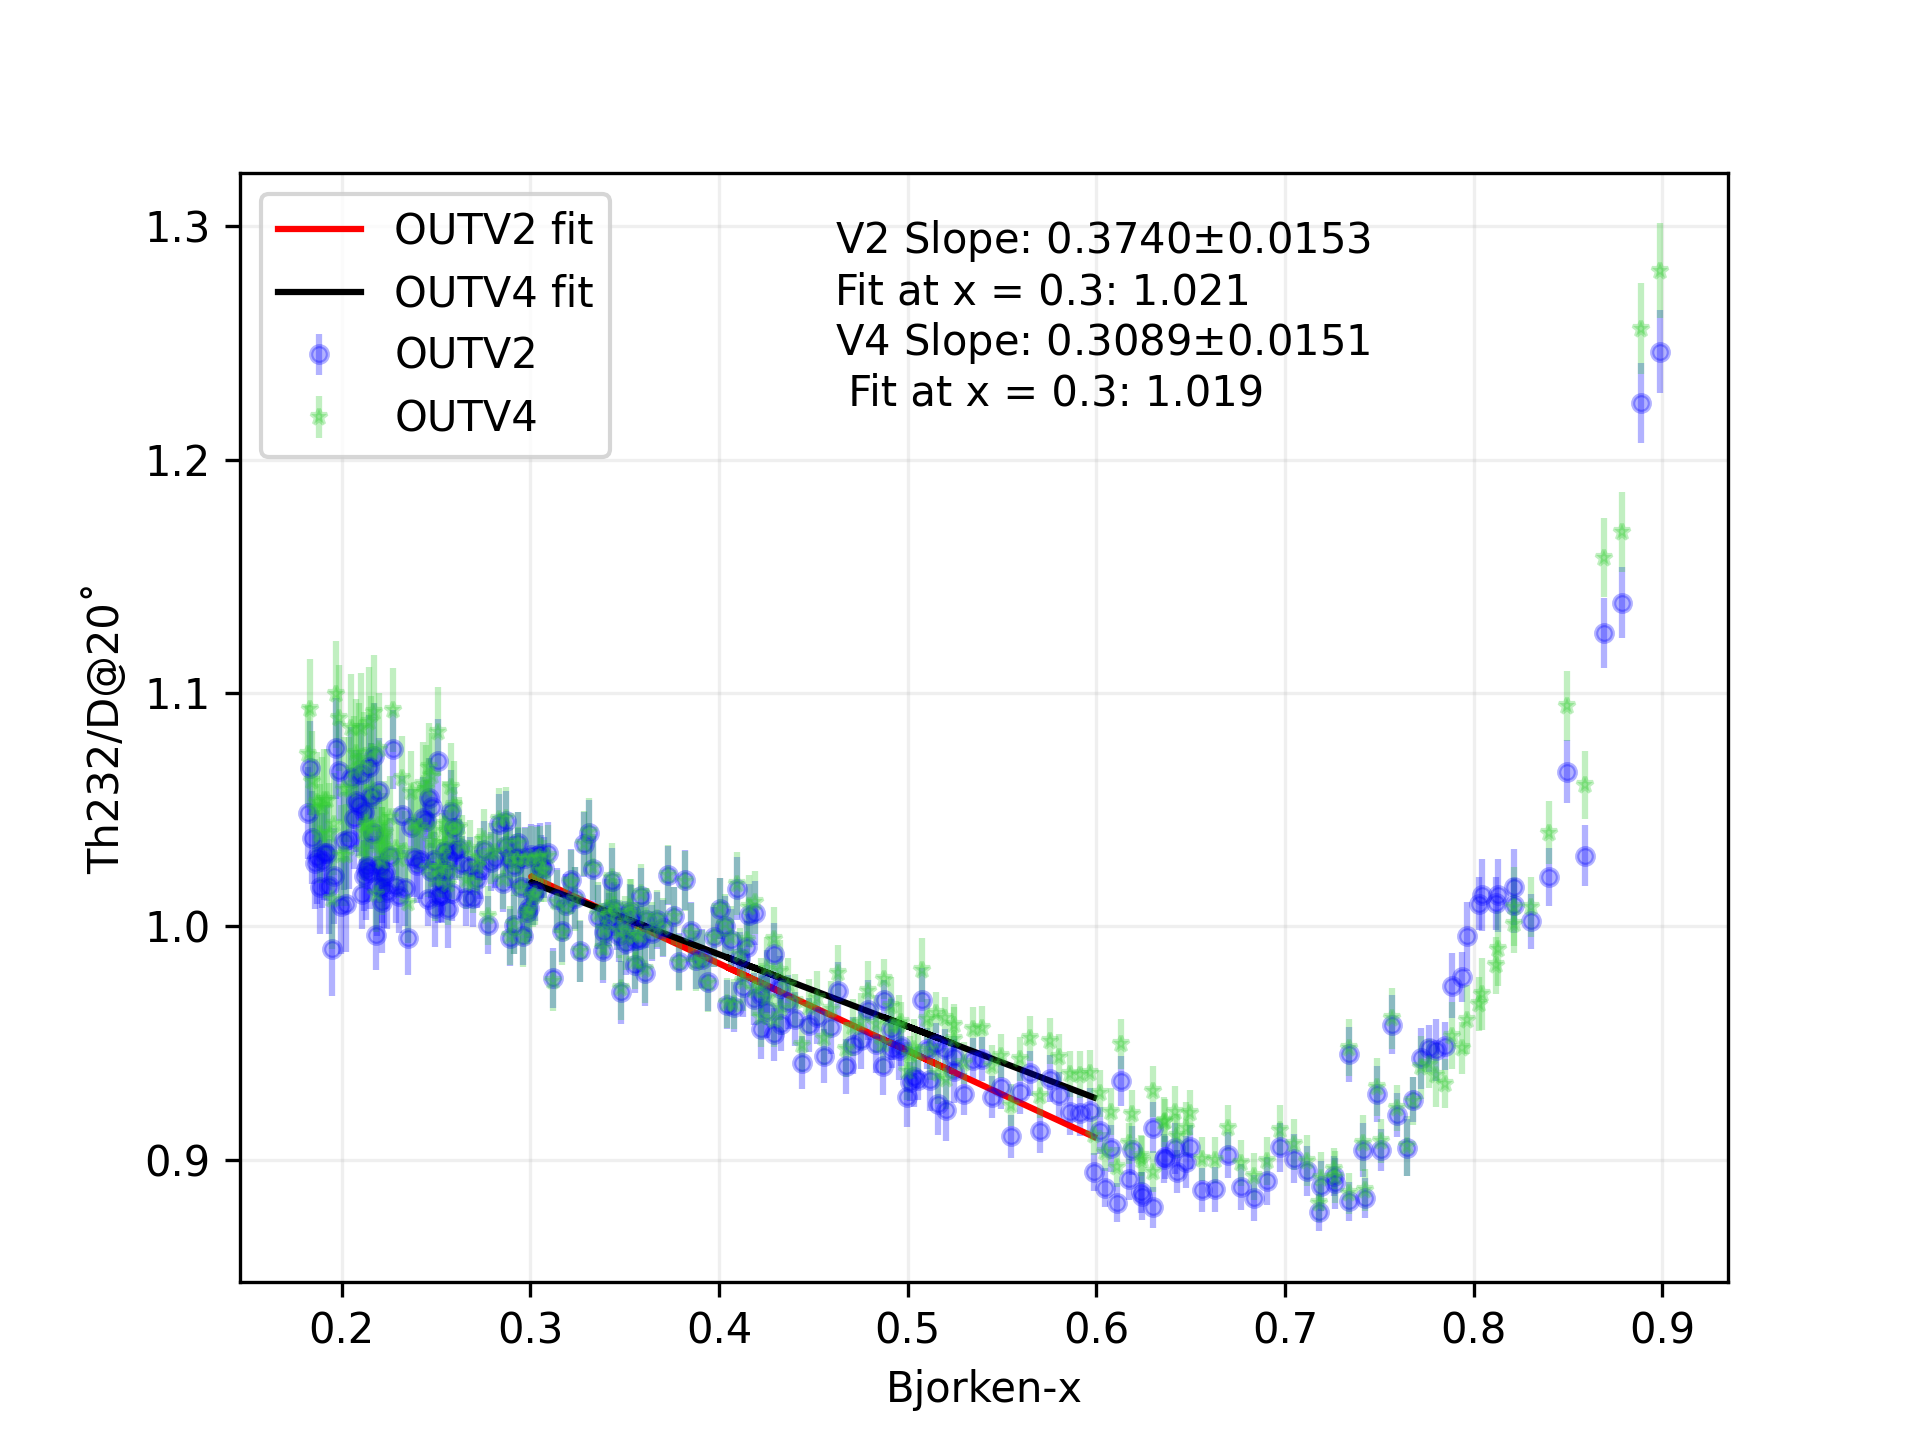 OUTV2 fit
OUTV4 fit
OUTV2
OUTV4
V2 Slope: 0.3740±0.0153
Fit at x = 0.3: 1.021
V4 Slope: 0.3089±0.0151
Fit at x = 0.3: 1.019
1.3
1.2
1.1
1.0
0.9
Th232/D@20˚
0.2 0.3 0.4 0.5 0.6 0.7 0.8 0.9
Bjorken-x